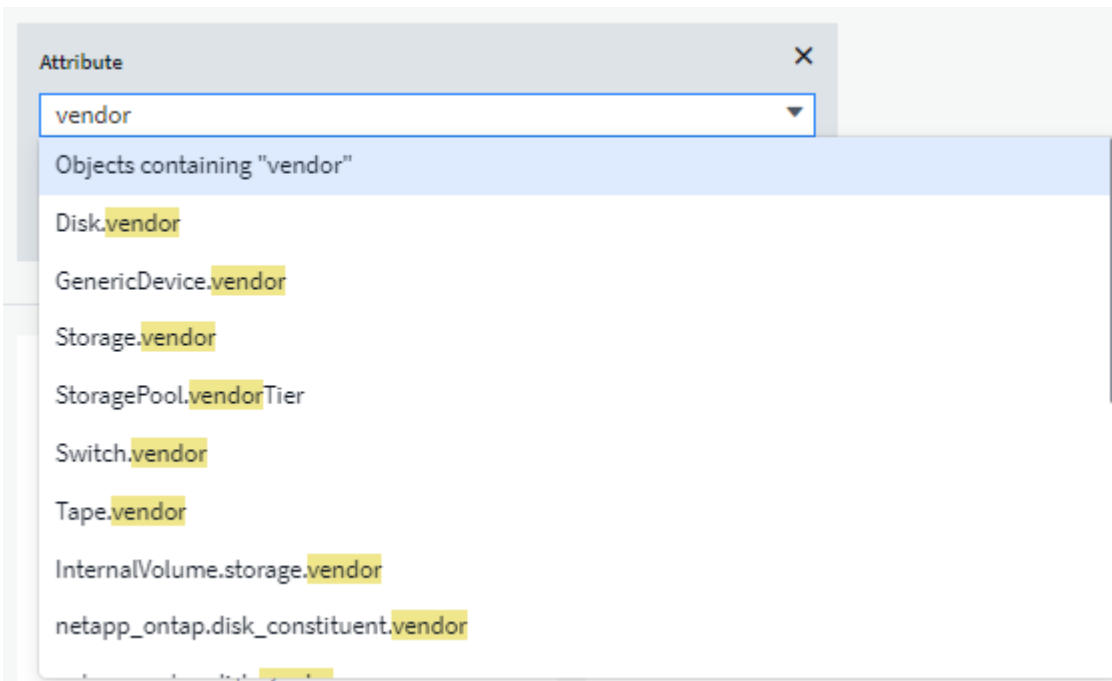 Attribute
vendor
Objects containing "vendor"
Disk.vendor
GenericDevice.vendor
Storage.vendor
StoragePool.vendorTier
Switch.vendor
Tape.vendor
InternalVolume.storage.vendor
netapp_ontap.disk_constituent.vendor